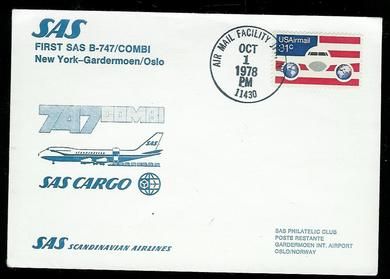 SAS
FIRST SAS B-747/COMBI
New York-Gardermoen/Oslo
AIR MAIL FACILITY
OCT
1
1978
PM
11430
USAirmail
31c
747 COMBI
SAS CARGO
SAS SCANDINAVIAN AIRLINES
SAS PHILATELIC CLUB
POSTE RESTANTE
GARDERMOEN INT. AIRPORT
OSLO/NORWAY